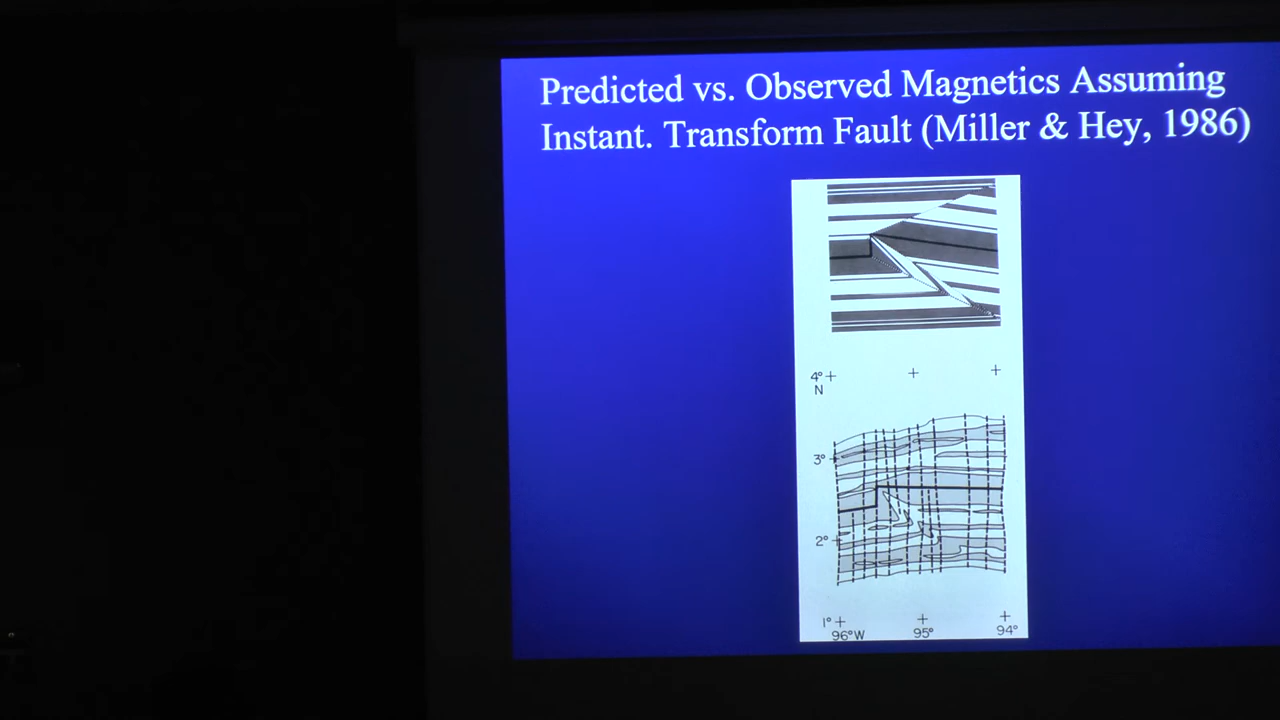 Predicted vs. Observed Magnetics Assuming
Instant. Transform Fault (Miller & Hey, 1986)
4°
N
3°
2°
1°
96°W 95° 94°